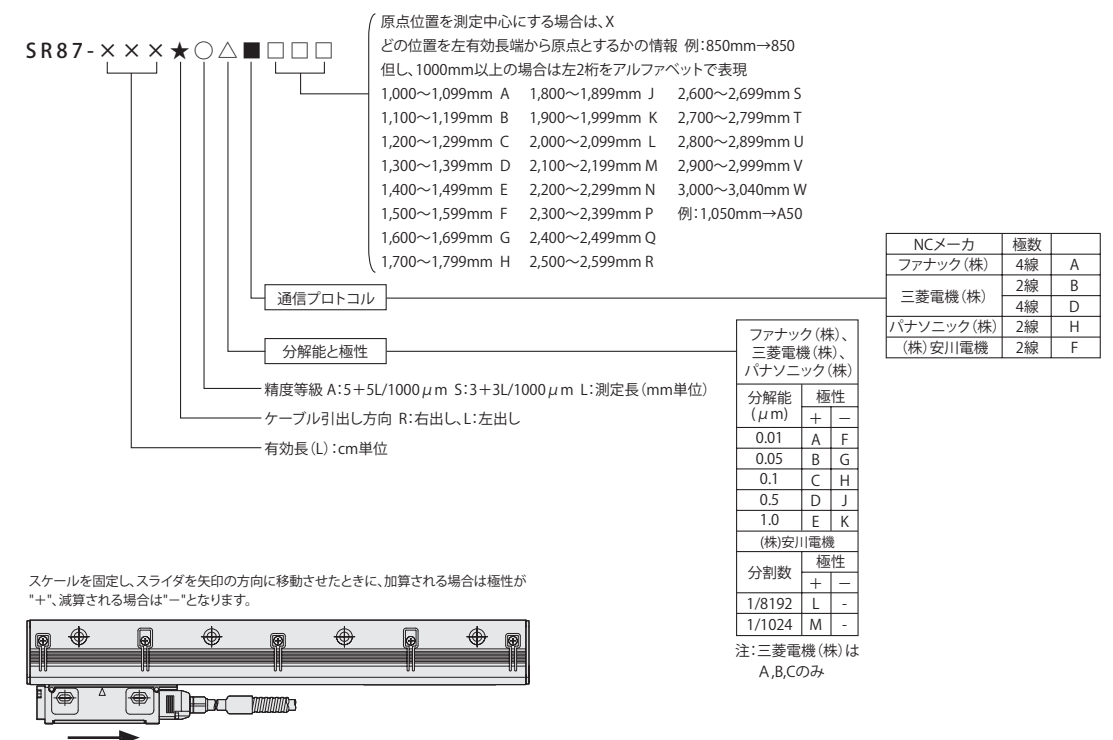 SR87-×××★○△■□□□
原点位置を測定中心にする場合は、X
どの位置を左有効長端から原点とするかの情報 例：850mm→850
但し、1000mm以上の場合は左2桁をアルファベットで表現
1,000～1,099mm A 1,800～1,899mm J 2,600～2,699mm S
1,100～1,199mm B 1,900～1,999mm K 2,700～2,799mm T
1,200～1,299mm C 2,000～2,099mm L 2,800～2,899mm U
1,300～1,399mm D 2,100～2,199mm M 2,900～2,999mm V
1,400～1,499mm E 2,200～2,299mm N 3,000～3,040mm W
1,500～1,599mm F 2,300～2,399mm P 例：1,050mm→A50
1,600～1,699mm G 2,400～2,499mm Q
1,700～1,799mm H 2,500～2,599mm R
通信プロトコル
NCメーカ 極数
ファナック（株） 4線 A
三菱電機（株） 2線 B
4線 D
パナソニック（株） 2線 H
（株）安川電機 2線 F
分解能と極性
ファナック（株）、
三菱電機（株）、
パナソニック（株）
分解能 極性
（μm） ＋ －
0.01 A F
0.05 B G
0.1 C H
0.5 D J
1.0 E K
(株)安川電機
分割数 極性
＋ －
1/8192 L -
1/1024 M -
注：三菱電機（株）は
A,B,Cのみ
精度等級 A：5＋5L/1000μm S：3＋3L/1000μm L：測定長（mm単位）
ケーブル引出し方向 R：右出し、L：左出し
有効長（L）：cm単位
スケールを固定し、スライダを矢印の方向に移動させたときに、加算される場合は極性が
"＋"、減算される場合は"－"となります。